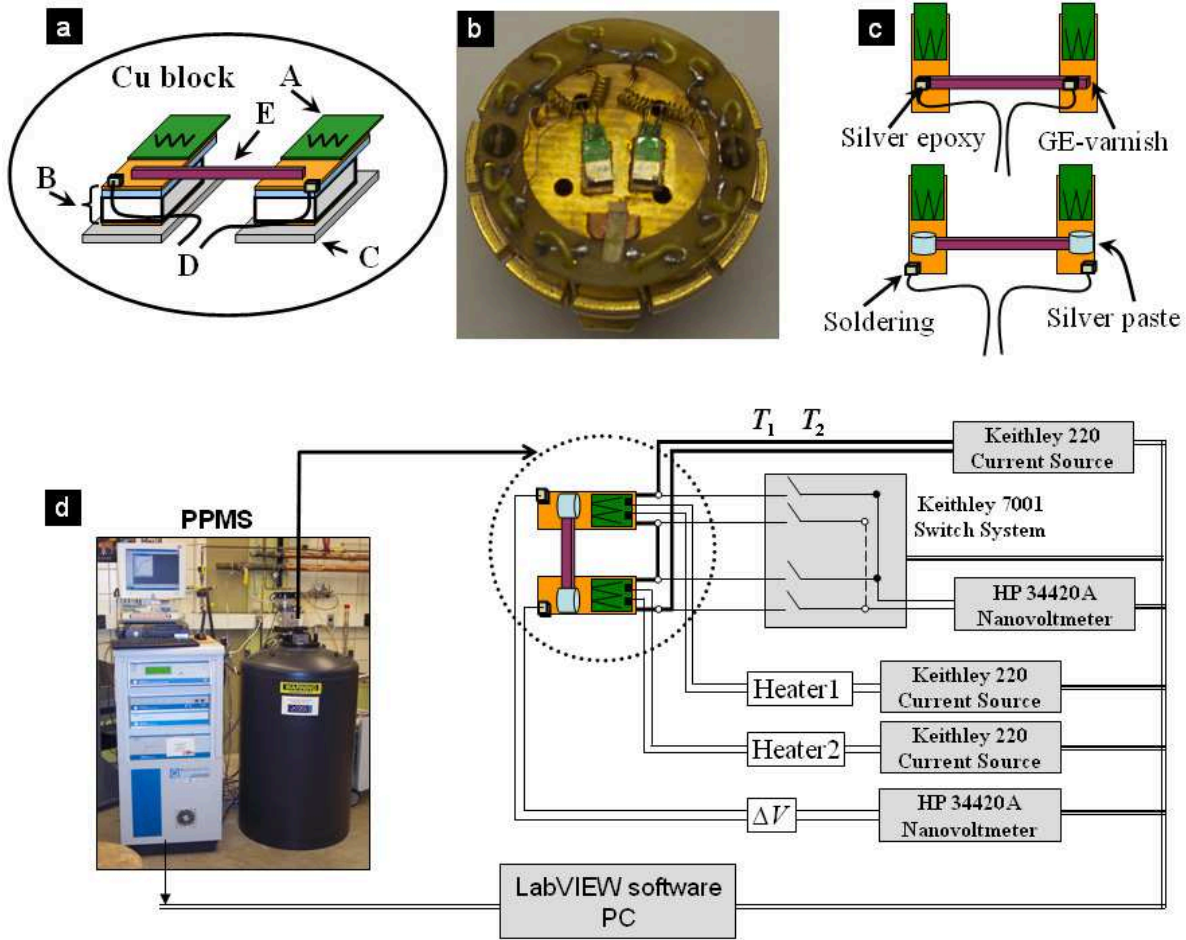 a
Cu block
A
E
B
D
C
b
c
Silver epoxy
GE-varnish
Soldering
Silver paste
d
PPMS
T1 T2
Keithley 220
Current Source
Keithley 7001
Switch System
HP 34420A
Nanovoltmeter
Heater1
Keithley 220
Current Source
Heater2
Keithley 220
Current Source
ΔV
HP 34420A
Nanovoltmeter
LabVIEW software
PC
WARNING